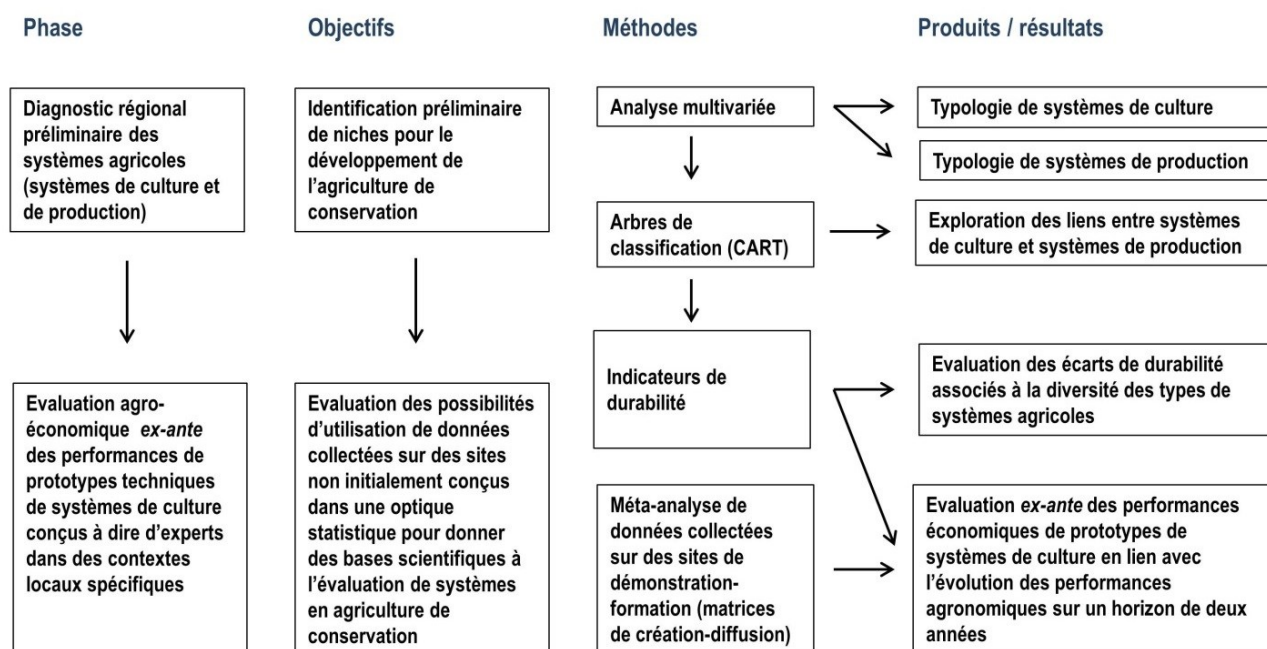 Phase
Objectifs
Méthodes
Produits / résultats
Diagnostic régional
préliminaire des
systèmes agricoles
(systèmes de culture et
de production)
Identification préliminaire
de niches pour le
développement de
l'agriculture de
conservation
Analyse multivariée
Typologie de systèmes de culture
Typologie de systèmes de production
Arbres de
classification (CART)
Exploration des liens entre systèmes
de culture et systèmes de production
Indicateurs de
durabilité
Evaluation des écarts de durabilité
associés à la diversité des types de
systèmes agricoles
Evaluation agro-
économique ex-ante
des performances de
prototypes techniques
de systèmes de culture
conçus à dire d'experts
dans des contextes
locaux spécifiques
Evaluation des possibilités
d'utilisation de données
collectées sur des sites
non initialement conçus
dans une optique
statistique pour donner
des bases scientifiques à
l'évaluation de systèmes
en agriculture de
conservation
Méta-analyse de
données collectées
sur des sites de
démonstration-
formation (matrices
de création-diffusion)
Evaluation ex-ante des performances
économiques de prototypes de
systèmes de culture en lien avec
l'évolution des performances
agronomiques sur un horizon de deux
années